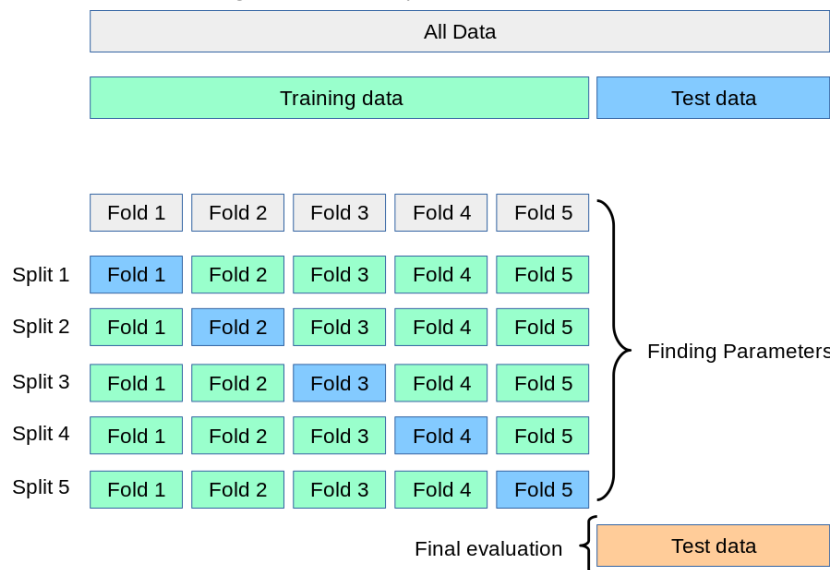 All Data
Training data Test data
Fold 1 Fold 2 Fold 3 Fold 4 Fold 5
Split 1 Fold 1 Fold 2 Fold 3 Fold 4 Fold 5
Split 2 Fold 1 Fold 2 Fold 3 Fold 4 Fold 5
Finding Parameters
Split 3 Fold 1 Fold 2 Fold 3 Fold 4 Fold 5
Split 4 Fold 1 Fold 2 Fold 3 Fold 4 Fold 5
Split 5 Fold 1 Fold 2 Fold 3 Fold 4 Fold 5
Final evaluation Test data